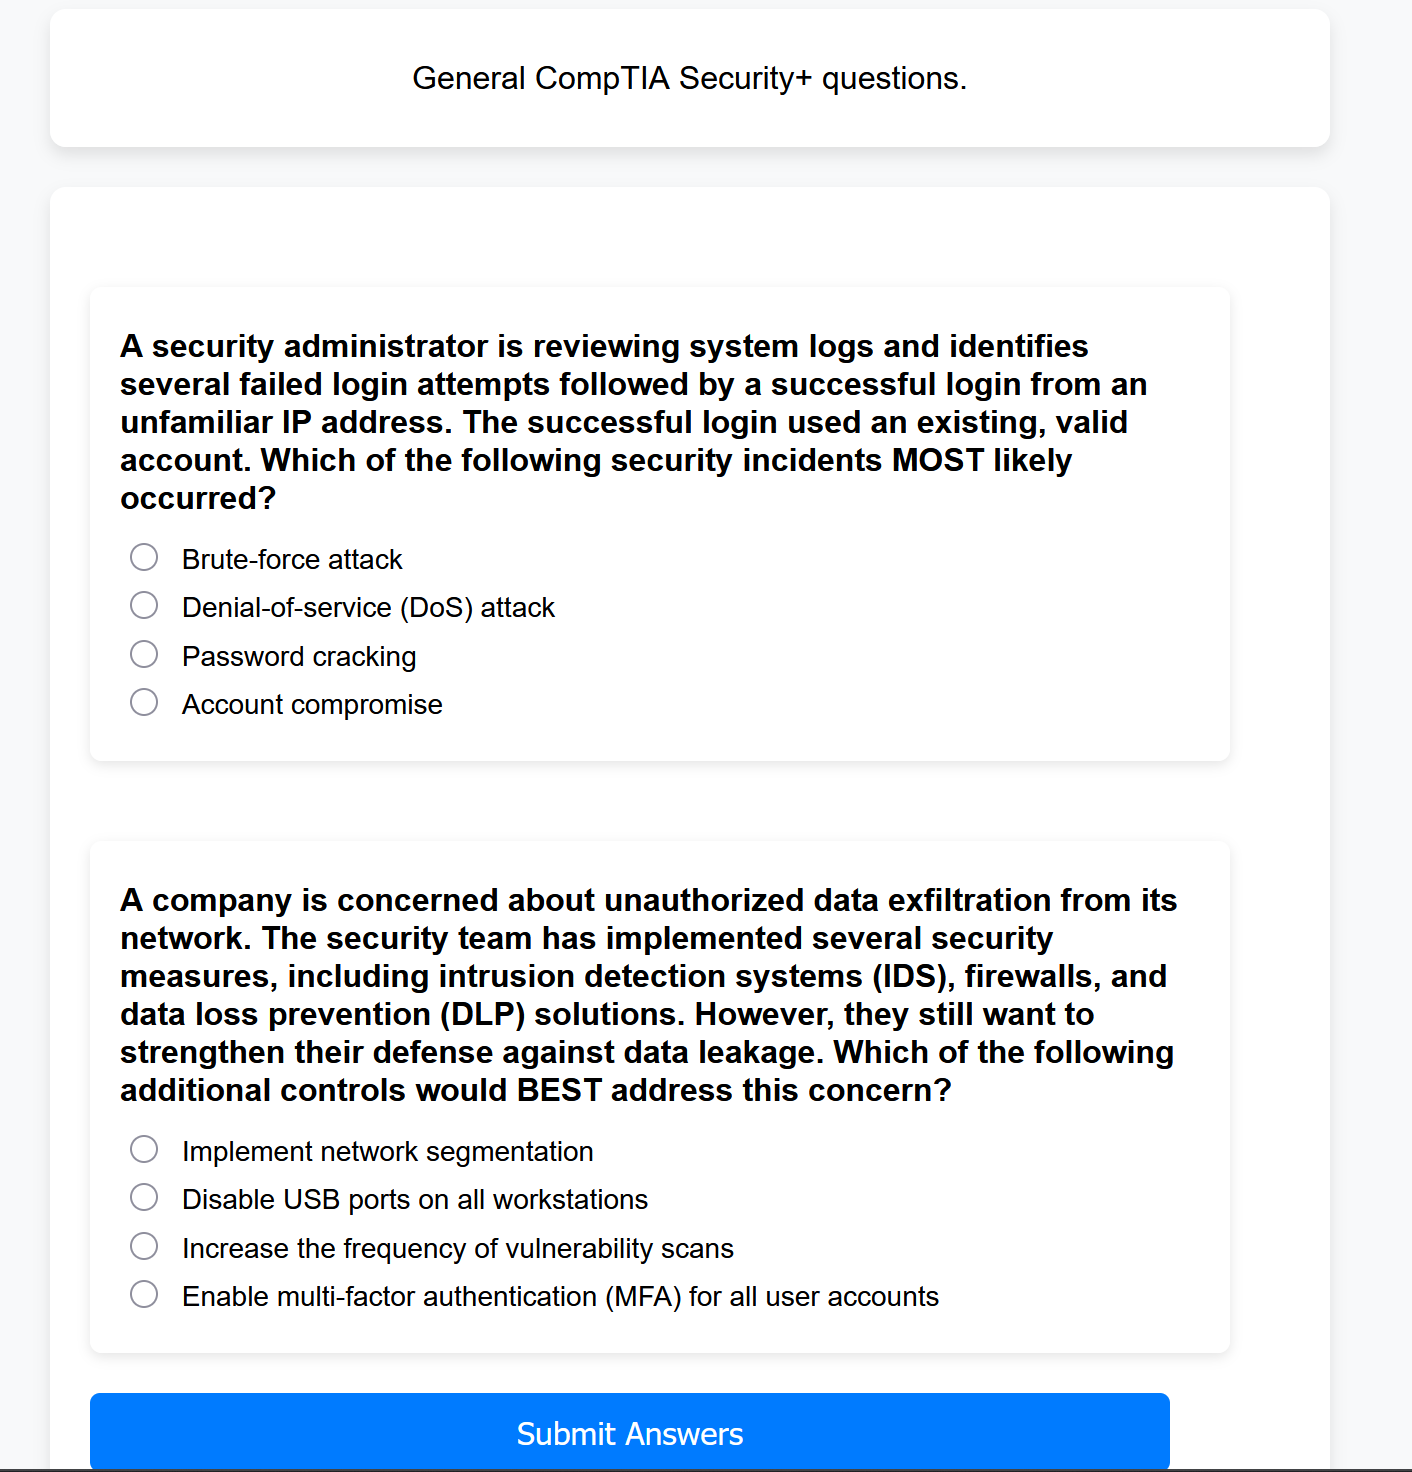 General CompTIA Security+ questions.
A security administrator is reviewing system logs and identifies
several failed login attempts followed by a successful login from an
unfamiliar IP address. The successful login used an existing, valid
account. Which of the following security incidents MOST likely
occurred?
Brute-force attack
Denial-of-service (DoS) attack
Password cracking
Account compromise
A company is concerned about unauthorized data exfiltration from its
network. The security team has implemented several security
measures, including intrusion detection systems (IDS), firewalls, and
data loss prevention (DLP) solutions. However, they still want to
strengthen their defense against data leakage. Which of the following
additional controls would BEST address this concern?
Implement network segmentation
Disable USB ports on all workstations
Increase the frequency of vulnerability scans
Enable multi-factor authentication (MFA) for all user accounts
Submit Answers